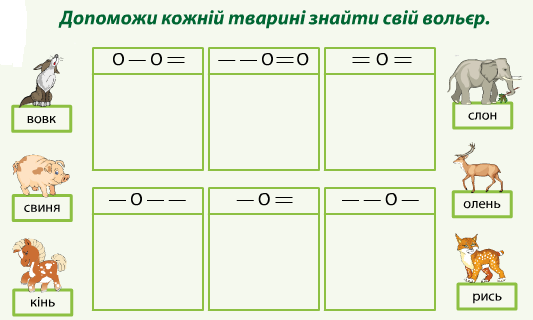 Допоможи кожній тварині знайти свій вольєр.
О — О =
— — О = О
= О =
вовк
слон
— О — —
— О =
— — О —
свиня
олень
кінь
рись